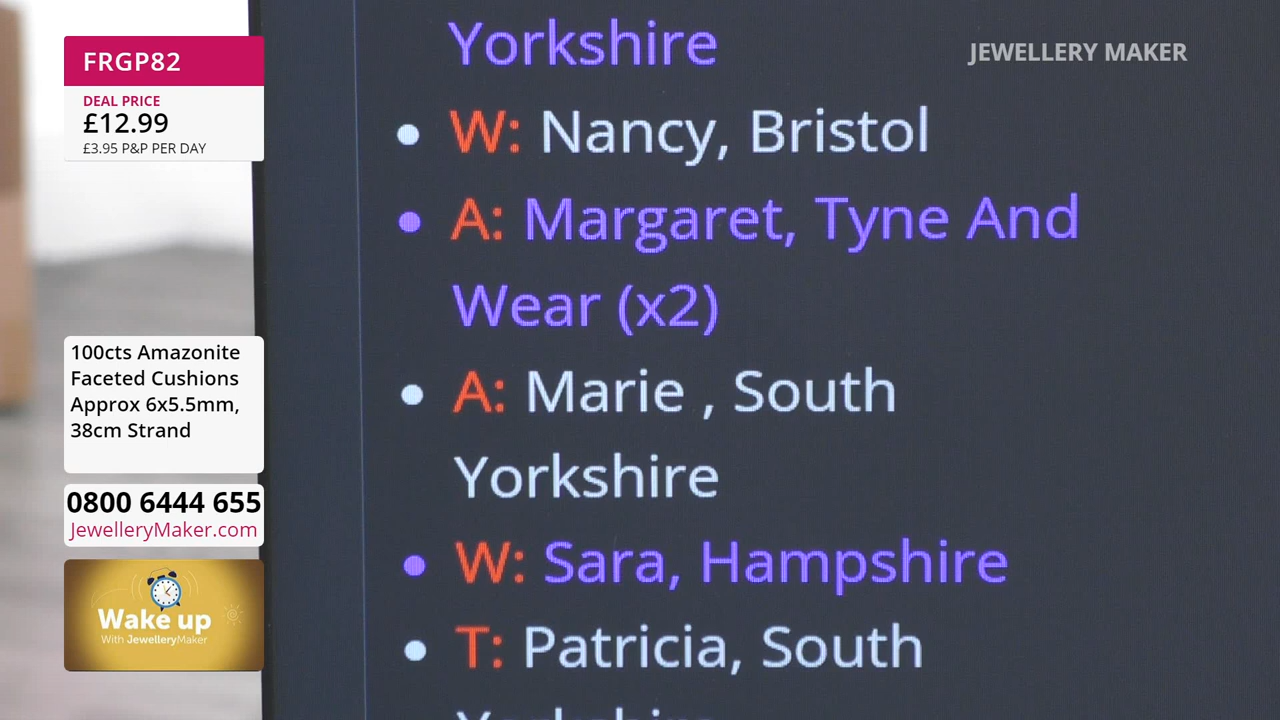 FRGP82
DEAL PRICE
£12.99
£3.95 P&P PER DAY
100cts Amazonite
Faceted Cushions
Approx 6x5.5mm,
38cm Strand
0800 6444 655
JewelleryMaker.com
Wake up
With JewelleryMaker
JEWELLERY MAKER
Yorkshire
• W: Nancy, Bristol
• A: Margaret, Tyne And
Wear (x2)
• A: Marie , South
Yorkshire
• W: Sara, Hampshire
• T: Patricia, South
Yorkshire